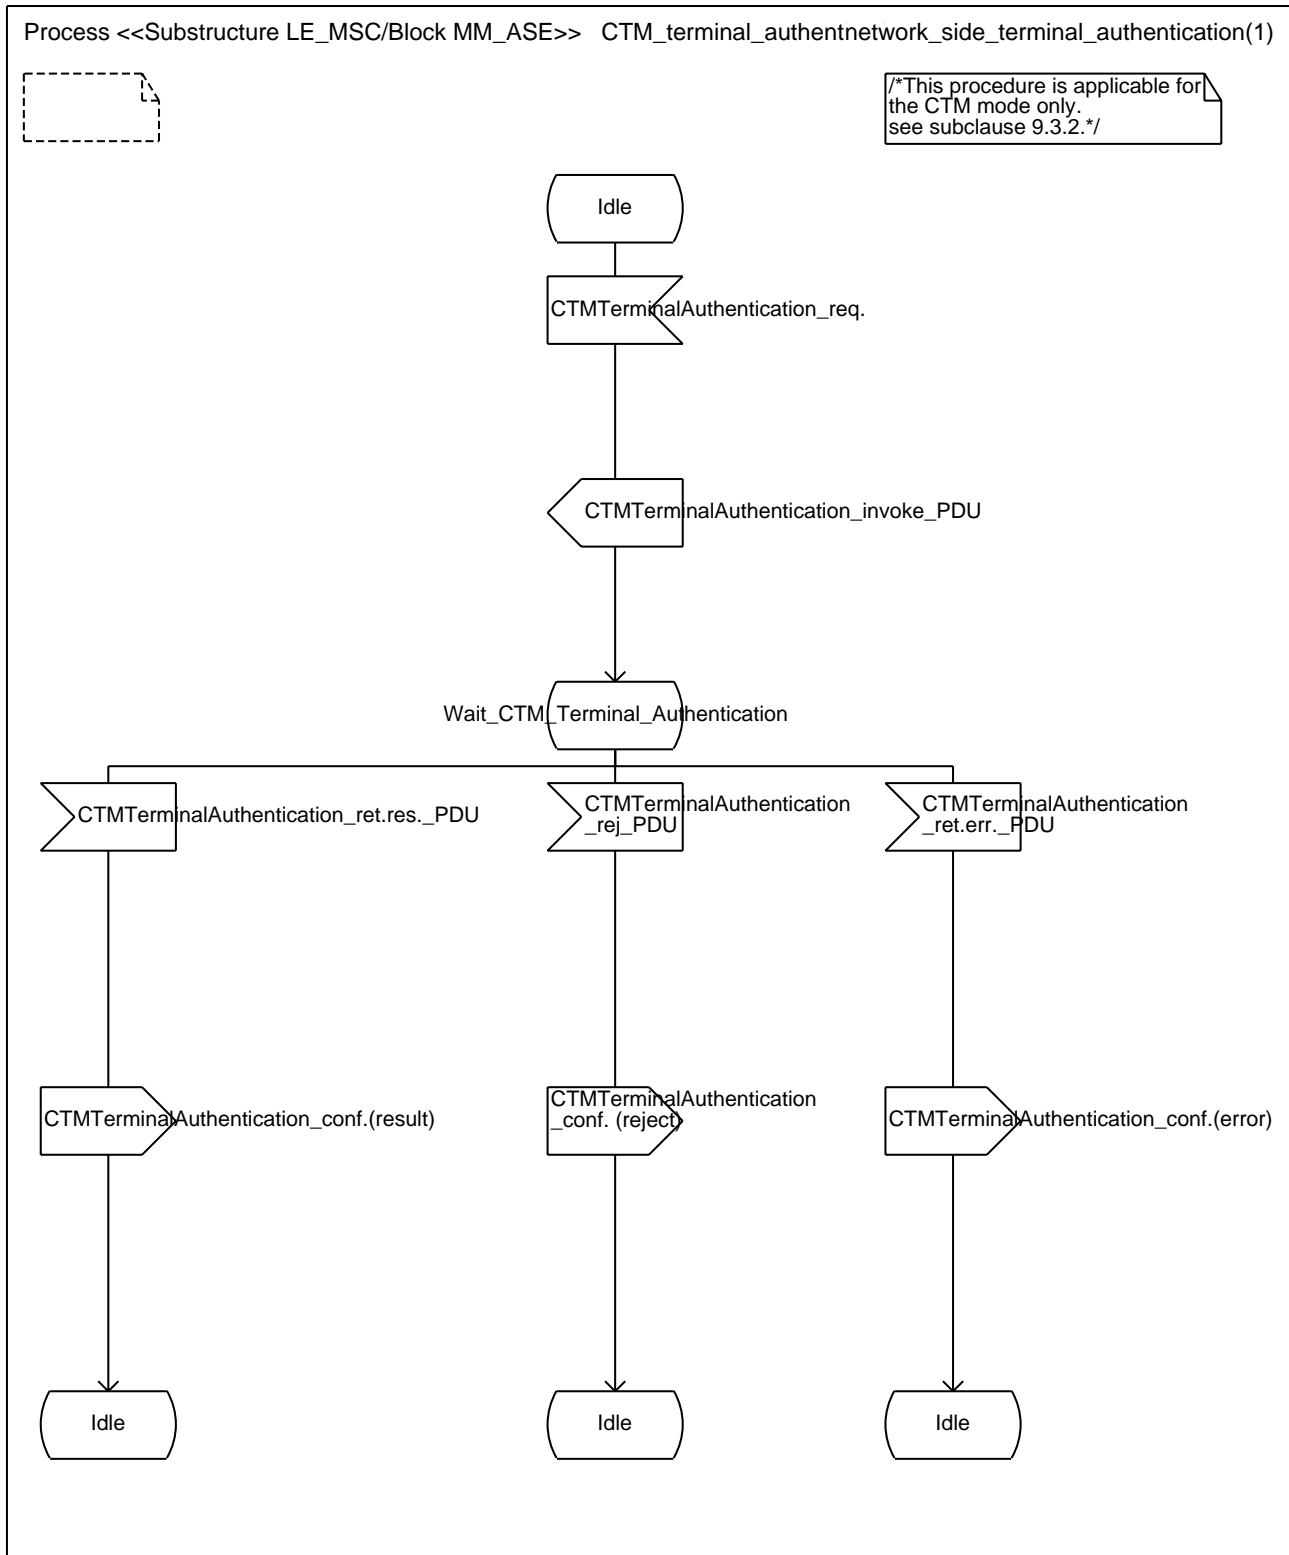 Process <<Substructure LE_MSC/Block MM_ASE>> CTM_terminal_authentnetwork_side_terminal_authentication(1)
/*This procedure is applicable for
the CTM mode only.
see subclause 9.3.2.*/
Idle
CTMTerminalAuthentication_req.
CTMTerminalAuthentication_invoke_PDU
Wait_CTM_Terminal_Authentication
CTMTerminalAuthentication_ret.res._PDU
CTMTerminalAuthentication
_rej_PDU
CTMTerminalAuthentication
_ret.err._PDU
CTMTerminalAuthentication_conf.(result)
CTMTerminalAuthentication
_conf. (reject)
CTMTerminalAuthentication_conf.(error)
Idle
Idle
Idle